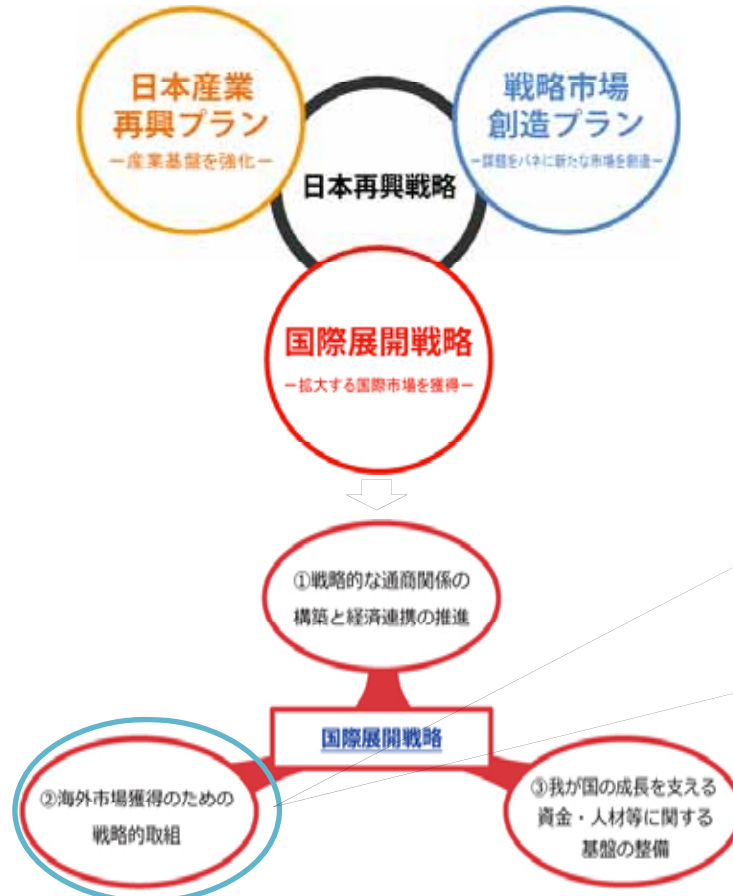 日本産業
再興プラン
－産業基盤を強化－
戦略市場
創造プラン
－課題をバネに新たな市場を創造－
日本再興戦略
国際展開戦略
－拡大する国際市場を獲得－
①戦略的な通商関係の
構築と経済連携の推進
国際展開戦略
②海外市場獲得のための
戦略的取組
③我が国の成長を支える
資金・人材等に関する
基盤の整備